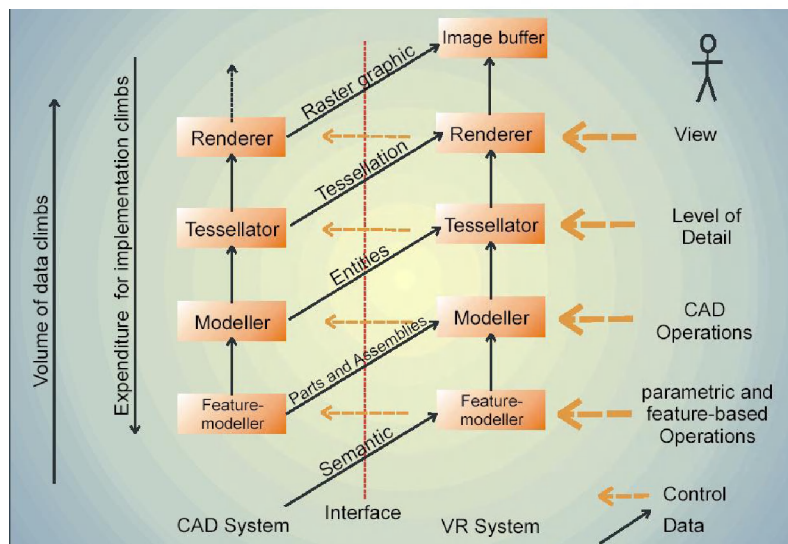 Volume of data climbs
Expenditure for implementation climbs
Image buffer
Raster graphic
Renderer
Renderer
View
Tessellation
Tessellator
Tessellator
Level of
Detail
Entities
Modeller
Modeller
CAD
Operations
Parts and Assemblies
Feature-
modeller
Feature-
modeller
parametric and
feature-based
Operations
Semantic
CAD System
Interface
VR System
Control
Data